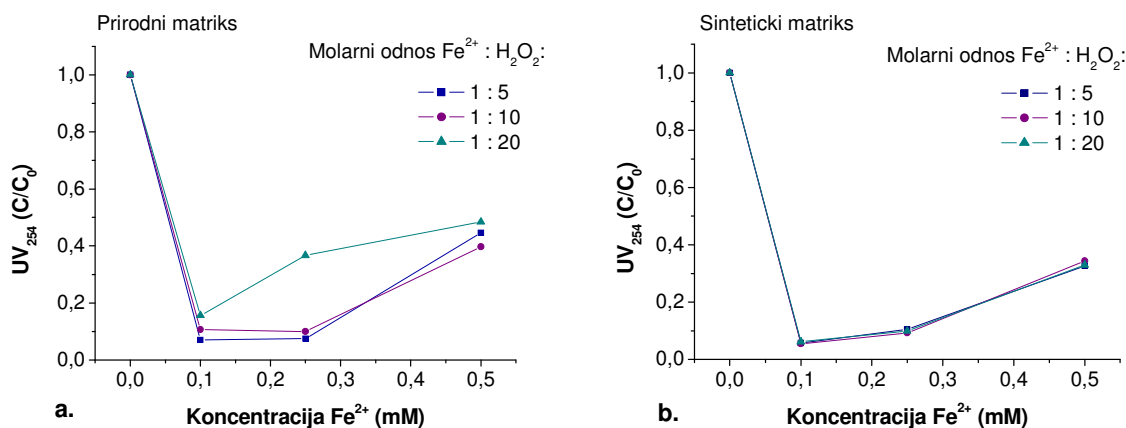 Prirodni matriks
Molarni odnos Fe²⁺ : H₂O₂:
1 : 5
1 : 10
1 : 20
1,0
0,8
0,6
0,4
0,2
0,0
UV₂₅₄ (C/C₀)
0,0 0,1 0,2 0,3 0,4 0,5
a.
Koncentracija Fe²⁺ (mM)
Sinteticki matriks
Molarni odnos Fe²⁺ : H₂O₂:
1 : 5
1 : 10
1 : 20
1,0
0,8
0,6
0,4
0,2
0,0
UV₂₅₄ (C/C₀)
0,0 0,1 0,2 0,3 0,4 0,5
b.
Koncentracija Fe²⁺ (mM)